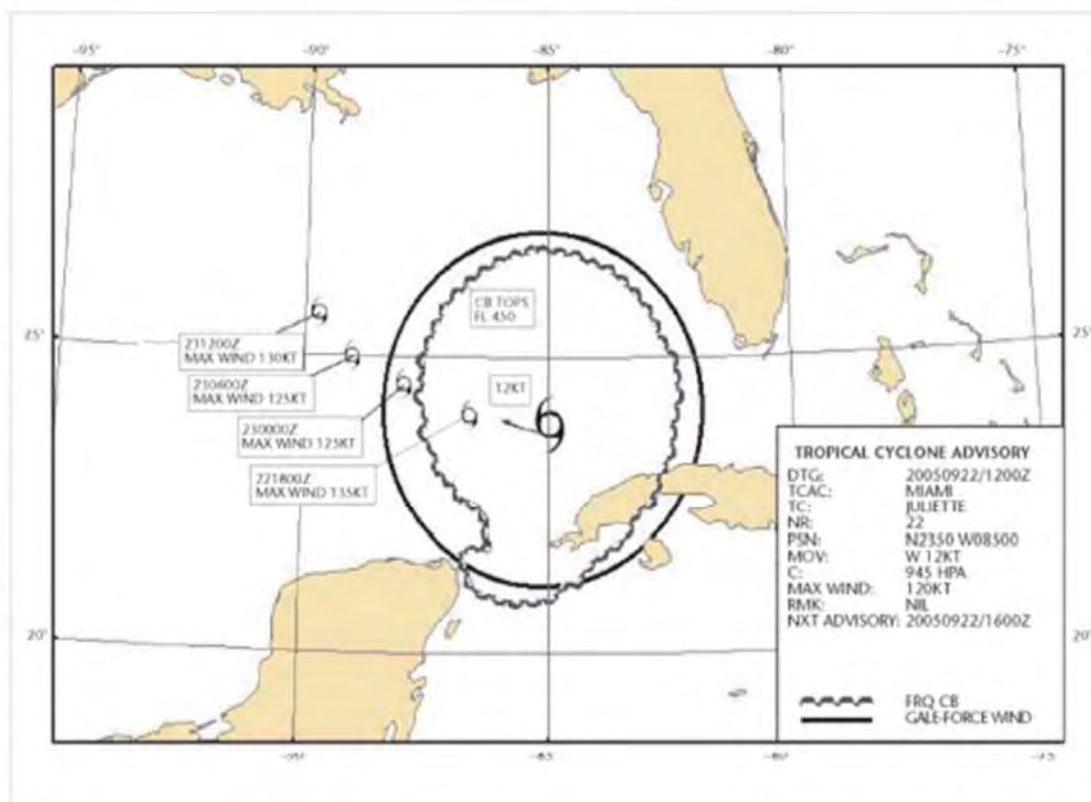 -95° -90° -85° -80° -75°
CB TOPS
FL 450
25° 25°
231200Z
MAX WIND 130KT
230600Z
MAX WIND 125KT
12KT
230000Z
MAX WIND 125KT
221800Z
MAX WIND 135KT
TROPICAL CYCLONE ADVISORY
DTG: 20050922/1200Z
TCAC: MIAMI
TC: JULIETTE
NR: 22
PSN: N2350 W08500
MOV: W 12KT
C: 945 HPA
MAX WIND: 120KT
RMK: NIL
NXT ADVISORY: 20050922/1600Z
20° 20°
FRQ CB
GALE-FORCE WIND
-85° -80° -75